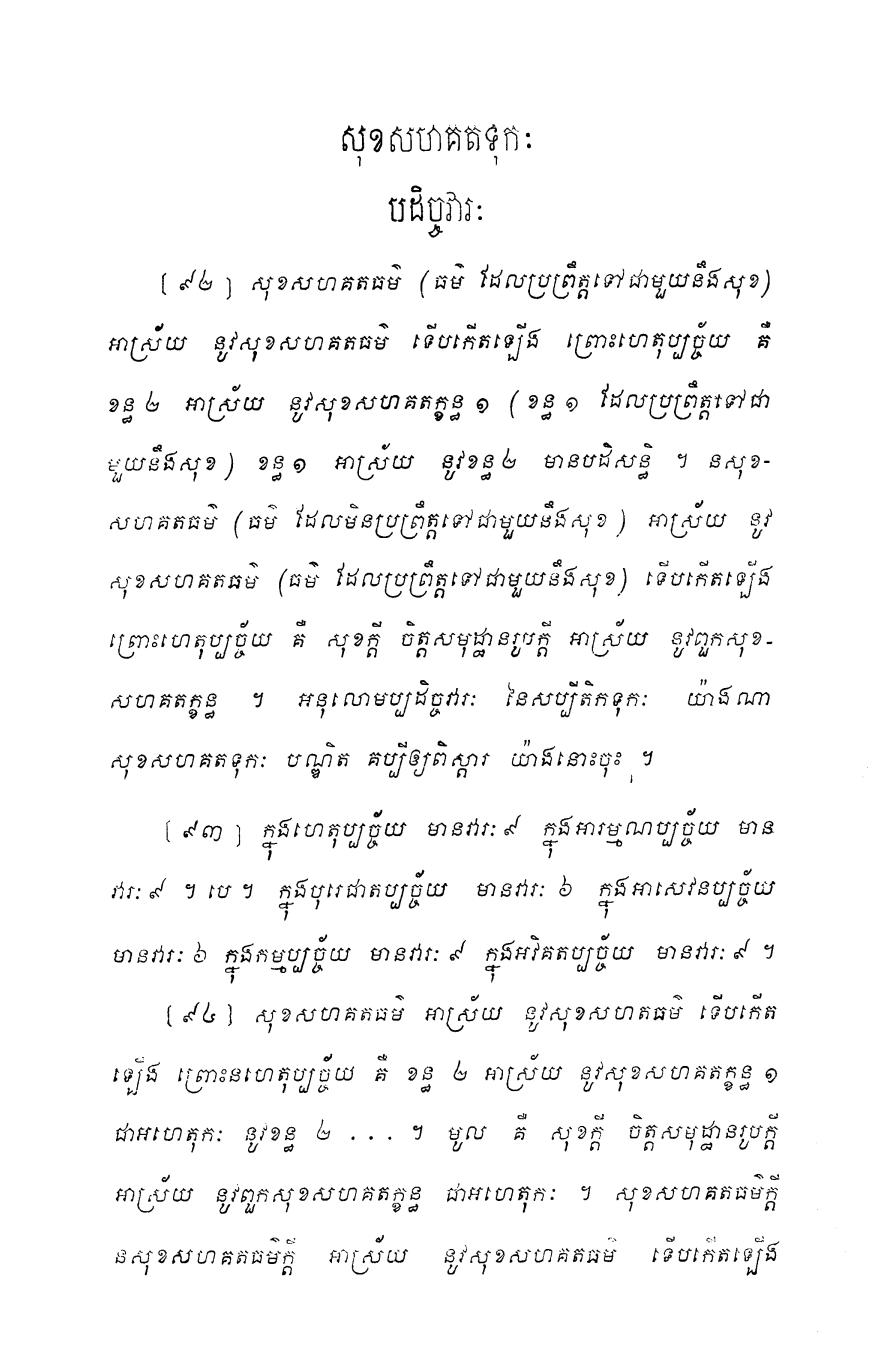 សុខសហគតទុកៈ
បដិច្ចវារៈ
[ ៩២ ] សុខសហគតធម៌ (ធម៌ ដែលប្រព្រឹត្តទៅជាមួយនឹងសុខ)
អាស្រ័យ នូវសុខសហគតធម៌ ទើបកើតឡើង ព្រោះហេតុប្បច្ច័យ គឺ
ខន្ធ ២ អាស្រ័យ នូវសុខសហគតក្ខន្ធ ១ (ខន្ធ ១ ដែលប្រព្រឹត្តទៅជា
មួយនឹងសុខ) ខន្ធ ១ អាស្រ័យ នូវខន្ធ ២ មានបដិសន្ធិ ។ នសុខ-
សហគតធម៌ (ធម៌ ដែលមិនប្រព្រឹត្តទៅជាមួយនឹងសុខ) អាស្រ័យ នូវ
សុខសហគតធម៌ (ធម៌ ដែលប្រព្រឹត្តទៅជាមួយនឹងសុខ) ទើបកើតឡើង
ព្រោះហេតុប្បច្ច័យ គឺ សុខក្តី ចិត្តសមុដ្ឋានរូបក្តី អាស្រ័យ នូវពួកសុខ-
សហគតក្ខន្ធ ។ អនុលោមប្បដិច្ចវារៈ នៃសប្បីតិកទុកៈ យ៉ាងណា
សុខសហគតទុកៈ បណ្ឌិត គប្បីឲ្យពិស្តារ យ៉ាងនោះចុះ ។
[ ៩៣ ] ក្នុងហេតុប្បច្ច័យ មានវារៈ ៩ ក្នុងអារម្មណប្បច្ច័យ មាន
វារៈ ៩ ។ បេ ។ ក្នុងបុរេជាតប្បច្ច័យ មានវារៈ ៦ ក្នុងអាសេវនប្បច្ច័យ
មានវារៈ ៦ ក្នុងកម្មប្បច្ច័យ មានវារៈ ៩ ក្នុងអវិគតប្បច្ច័យ មានវារៈ ៩ ។
[ ៩៤ ] សុខសហគតធម៌ អាស្រ័យ នូវសុខសហគតធម៌ ទើបកើត
ឡើង ព្រោះនហេតុប្បច្ច័យ គឺ ខន្ធ ២ អាស្រ័យ នូវសុខសហគតក្ខន្ធ ១
ជាអហេតុកៈ នូវខន្ធ ២ . . . ។ មូល គឺ សុខក្តី ចិត្តសមុដ្ឋានរូបក្តី
អាស្រ័យ នូវពួកសុខសហគតក្ខន្ធ ជាអហេតុកៈ ។ សុខសហគតធម៌ក្តី
នសុខសហគតធម៌ក្តី អាស្រ័យ នូវសុខសហគតធម៌ ទើបកើតឡើង